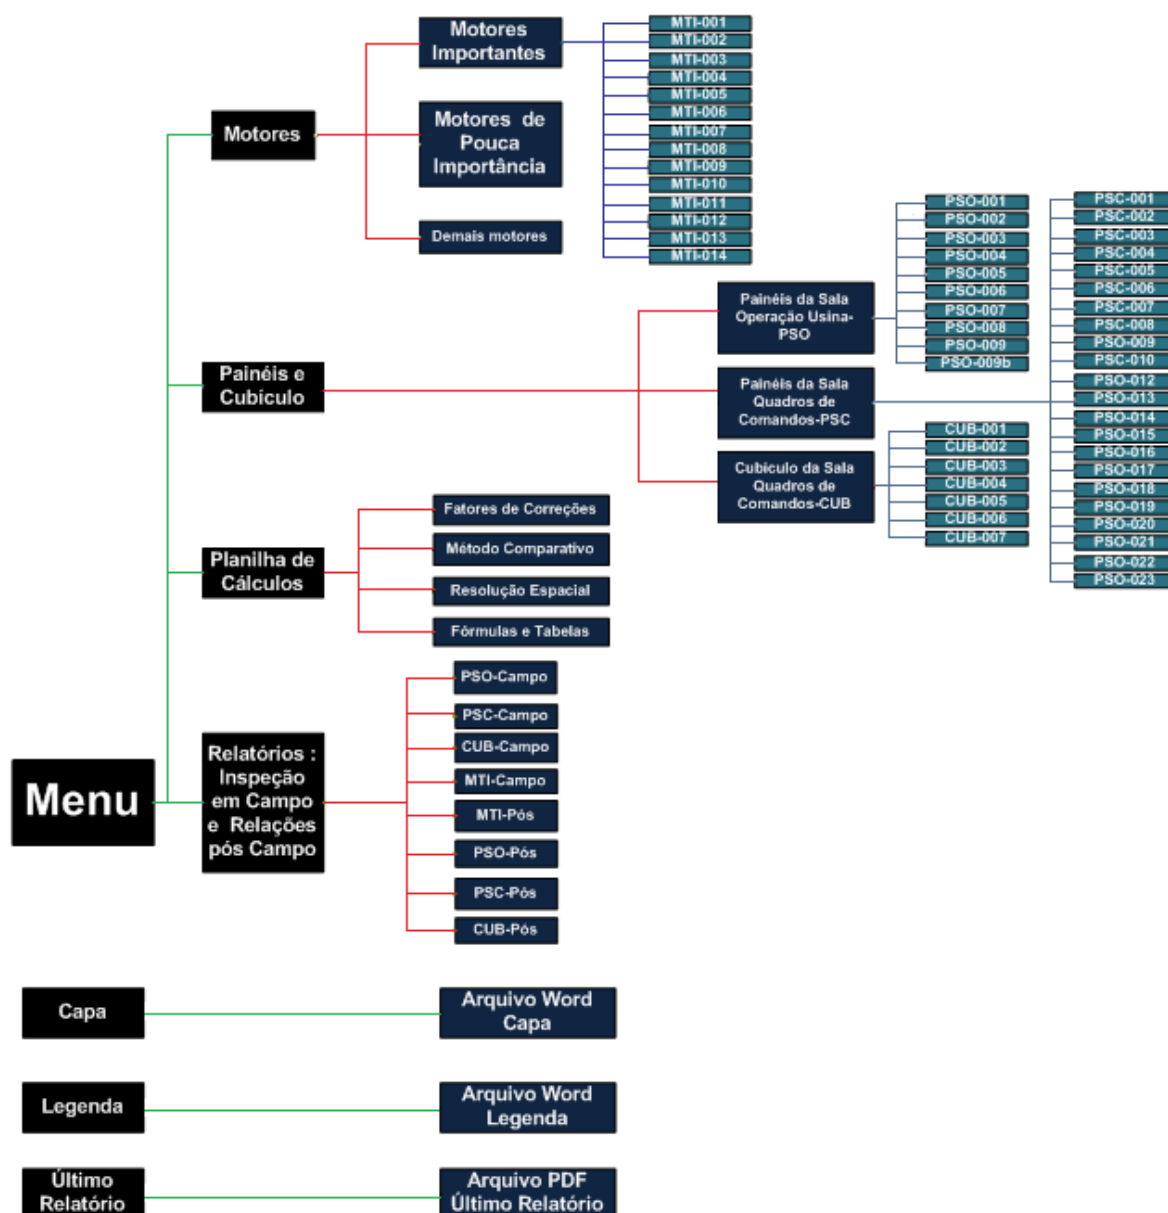 Menu
Motores
Motores
Importantes
MTI-001
MTI-002
MTI-003
MTI-004
MTI-005
MTI-006
MTI-007
MTI-008
MTI-009
MTI-010
MTI-011
MTI-012
MTI-013
MTI-014
Motores de
Pouca
Importância
Demais motores
Painéis e
Cubículo
Painéis da Sala
Operação Usina-
PSO
PSO-001
PSO-002
PSO-003
PSO-004
PSO-005
PSO-006
PSO-007
PSO-008
PSO-009
PSO-009b
Painéis da Sala
Quadros de
Comandos-PSC
PSC-001
PSC-002
PSC-003
PSC-004
PSC-005
PSC-006
PSC-007
PSC-008
PSO-009
PSC-010
PSO-012
PSO-013
PSO-014
PSO-015
PSO-016
PSO-017
PSO-018
PSO-019
PSO-020
PSO-021
PSO-022
PSO-023
Cubículo da Sala
Quadros de
Comandos-CUB
CUB-001
CUB-002
CUB-003
CUB-004
CUB-005
CUB-006
CUB-007
Planilha de
Cálculos
Fatores de Correções
Método Comparativo
Resolução Espacial
Fórmulas e Tabelas
Relatórios :
Inspeção
em Campo
e Relações
pós Campo
PSO-Campo
PSC-Campo
CUB-Campo
MTI-Campo
MTI-Pós
PSO-Pós
PSC-Pós
CUB-Pós
Capa
Arquivo Word
Capa
Legenda
Arquivo Word
Legenda
Último
Relatório
Arquivo PDF
Último Relatório